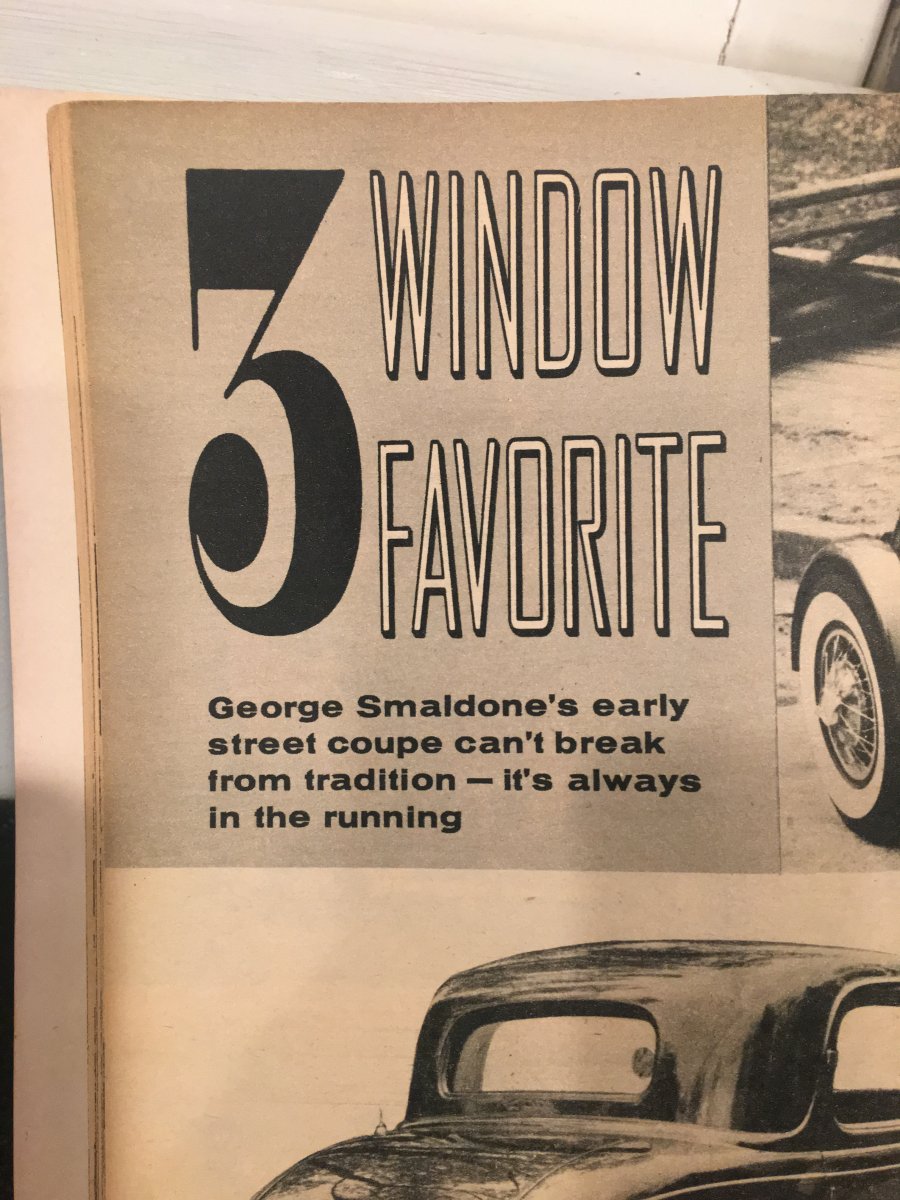 3 WINDOW
FAVORITE
George Smaldone's early
street coupe can't break
from tradition — it's always
in the running